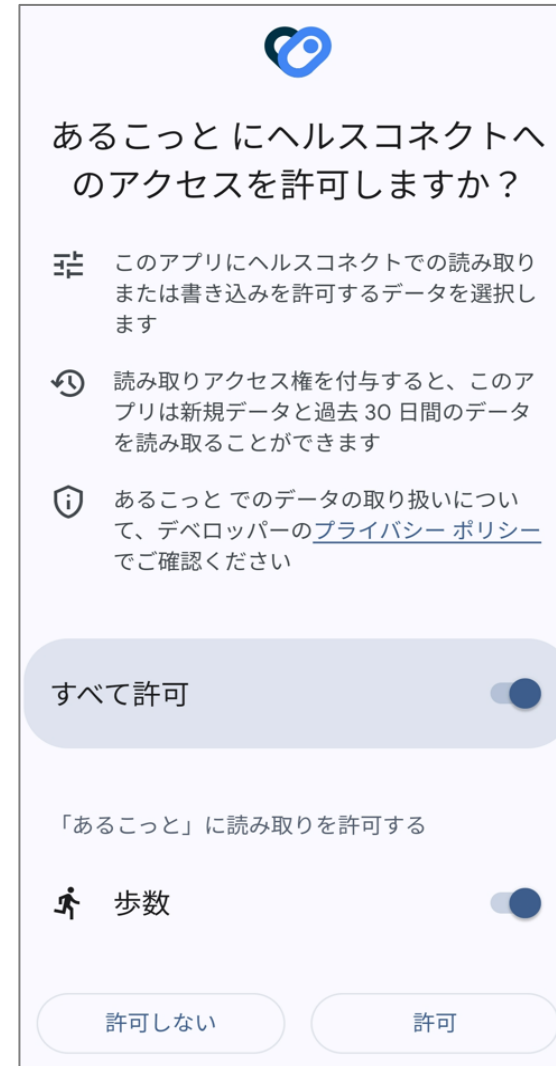 あるこっと にヘルスコネクトへ
のアクセスを許可しますか？
このアプリにヘルスコネクトでの読み取り
または書き込みを許可するデータを選択し
ます
読み取りアクセス権を付与すると、このア
プリは新規データと過去 30 日間のデータ
を読み取ることができます
あるこっと でのデータの取り扱いについ
て、デベロッパーのプライバシー ポリシー
でご確認ください
すべて許可
「あるこっと」に読み取りを許可する
歩数
許可しない
許可